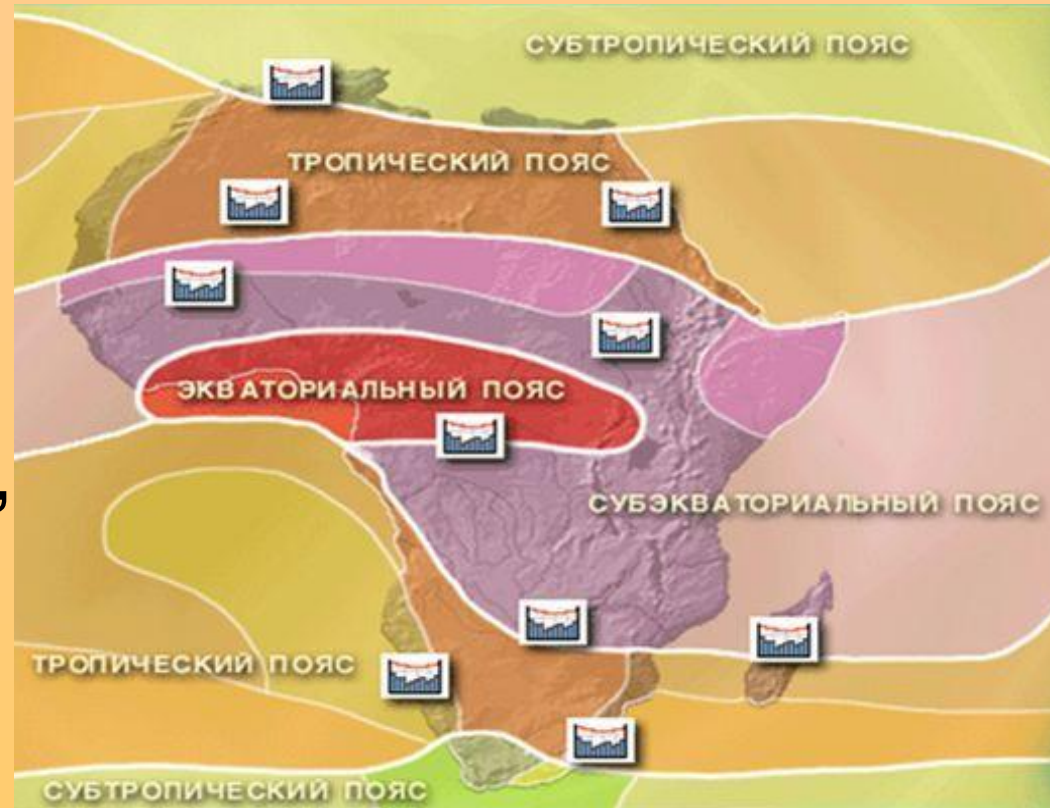 СУБТРОПИЧЕСКИЙ ПОЯС
ТРОПИЧЕСКИЙ ПОЯС
ЭКВАТОРИАЛЬНЫЙ ПОЯС
,
СУБЭКВАТОРИАЛЬНЫЙ ПОЯС
ТРОПИЧЕСКИЙ ПОЯС
СУБТРОПИЧЕСКИЙ ПОЯС